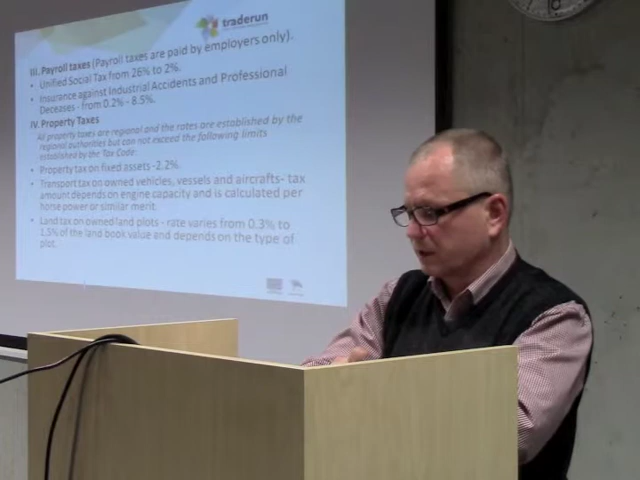 traderun
III. Payroll taxes (Payroll taxes are paid by employers only).
• Unified Social Tax from 26% to 2%.
• Insurance against Industrial Accidents and Professional
Deceases - from 0.2% - 8.5%.
IV. Property Taxes
All property taxes are regional and the rates are established by the
regional authorities but can not exceed the following limits
established by the Tax Code:
• Property tax on fixed assets -2.2%.
• Transport tax on owned vehicles, vessels and aircrafts- tax
amount depends on engine capacity and is calculated per
horse power or similar merit.
• Land tax on owned land plots - rate varies from 0.3% to
1.5% of the land book value and depends on the type of
plot.